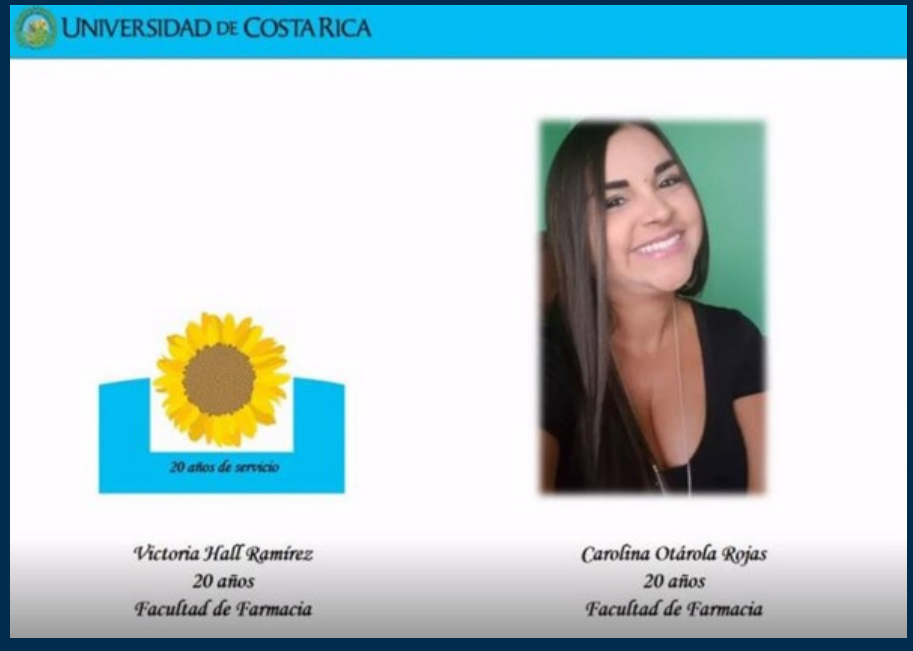 UNIVERSIDAD DE COSTA RICA
20 años de servicio
Victoria Hall Ramírez
20 años
Facultad de Farmacia
Carolina Otárola Rojas
20 años
Facultad de Farmacia